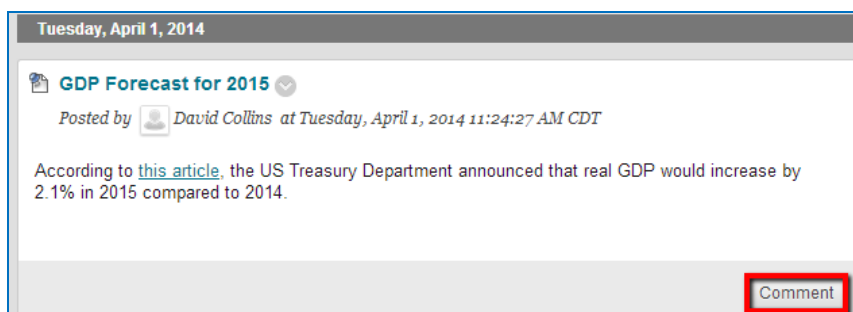 Tuesday, April 1, 2014
GDP Forecast for 2015
Posted by David Collins at Tuesday, April 1, 2014 11:24:27 AM CDT
According to this article, the US Treasury Department announced that real GDP would increase by
2.1% in 2015 compared to 2014.
Comment